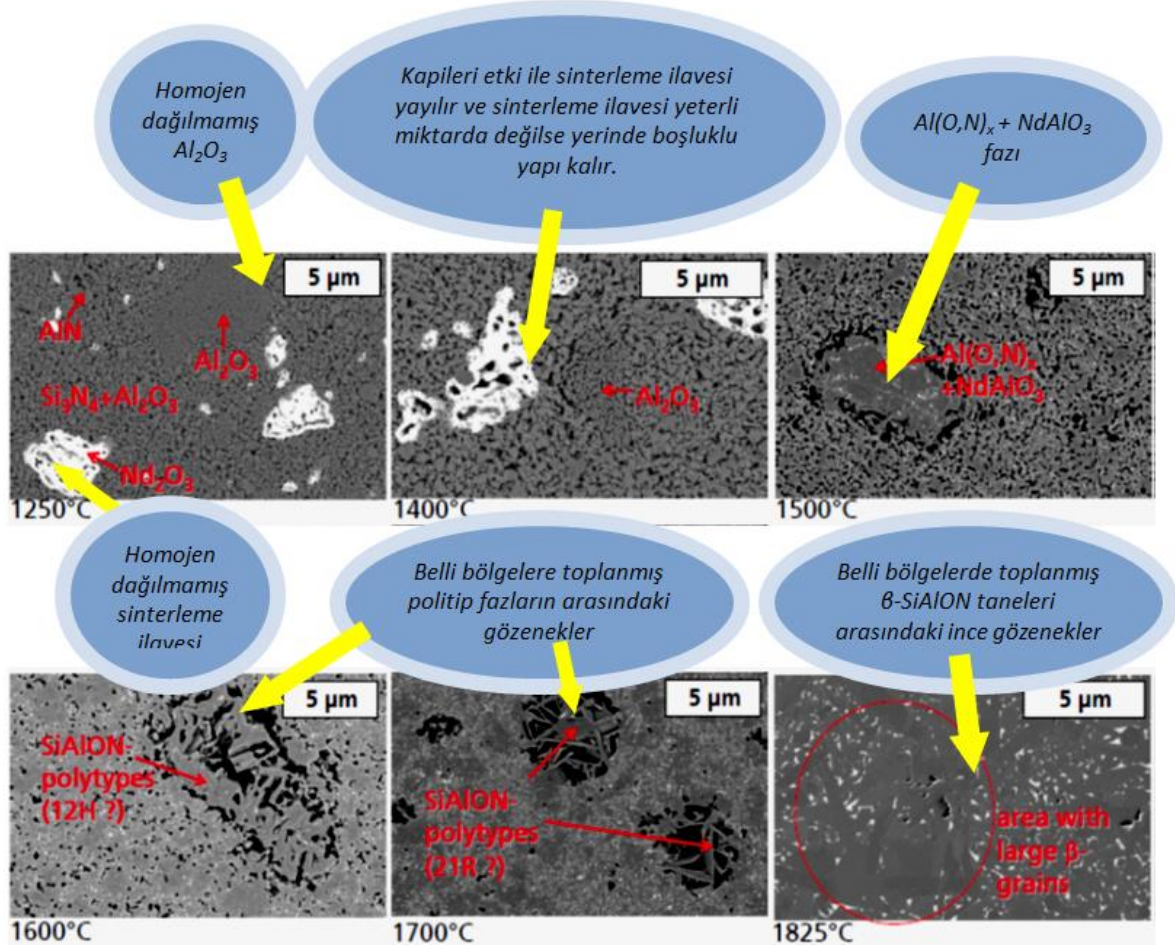 Homojen
dağılmamış
Al₂O₃
Kapileri etki ile sinterleme ilavesi
yayılır ve sinterleme ilavesi yeterli
miktarda değilse yerinde boşluklu
yapı kalır.
Al(O,N)ₓ + NdAlO₃
fazı
5 µm
AlN
Al₂O₃
Si₃N₄+Al₂O₃
Nd₂O₃
1250°C
5 µm
Al₂O₃
1400°C
5 µm
Al(O,N)ₓ
+NdAlO₃
1500°C
Homojen
dağılmamış
sinterleme
ilavesi
Belli bölgelere toplanmış
politip fazların arasındaki
gözenekler
Belli bölgelerde toplanmış
β-SiAlON taneleri
arasındaki ince gözenekler
5 µm
SiAlON-
polytypes
(12H ?)
1600°C
5 µm
SiAlON-
polytypes
(21R ?)
1700°C
5 µm
area with
large β-
grains
1825°C